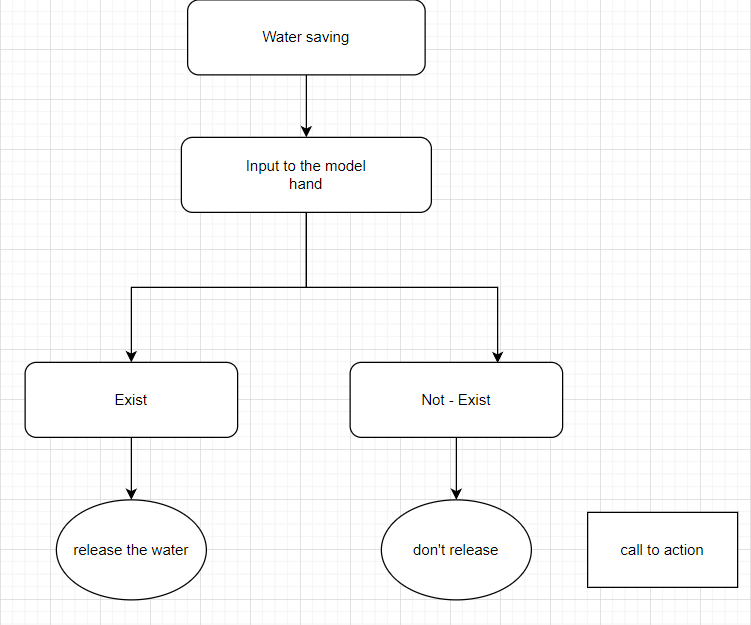 Water saving
Input to the model
hand
Exist
Not - Exist
release the water
don't release
call to action